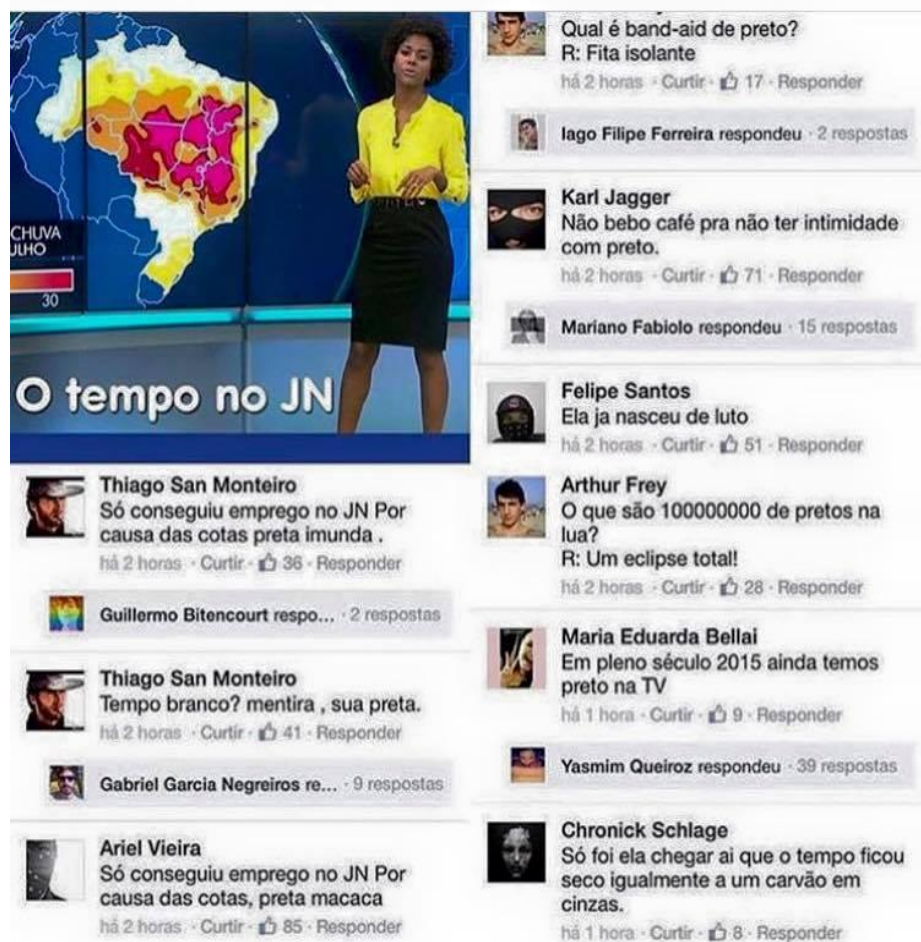 CHUVA
ULHO
30
O tempo no JN
Thiago San Monteiro
Só conseguiu emprego no JN Por
causa das cotas preta imunda .
há 2 horas · Curtir · 36 · Responder
Guillermo Bitencourt respo... · 2 respostas
Thiago San Monteiro
Tempo branco? mentira , sua preta.
há 2 horas · Curtir · 41 · Responder
Gabriel Garcia Negreiros re... · 9 respostas
Ariel Vieira
Só conseguiu emprego no JN Por
causa das cotas, preta macaca
há 2 horas · Curtir · 85 · Responder
Qual é band-aid de preto?
R: Fita isolante
há 2 horas · Curtir · 17 · Responder
Iago Filipe Ferreira respondeu · 2 respostas
Karl Jagger
Não bebo café pra não ter intimidade
com preto.
há 2 horas · Curtir · 71 · Responder
Mariano Fabiolo respondeu · 15 respostas
Felipe Santos
Ela ja nasceu de luto
há 2 horas · Curtir · 51 · Responder
Arthur Frey
O que são 100000000 de pretos na
lua?
R: Um eclipse total!
há 2 horas · Curtir · 28 · Responder
Maria Eduarda Bellai
Em pleno século 2015 ainda temos
preto na TV
há 1 hora · Curtir · 9 · Responder
Yasmim Queiroz respondeu · 39 respostas
Chronick Schlage
Só foi ela chegar ai que o tempo ficou
seco igualmente a um carvão em
cinzas.
há 1 hora · Curtir · 8 · Responder